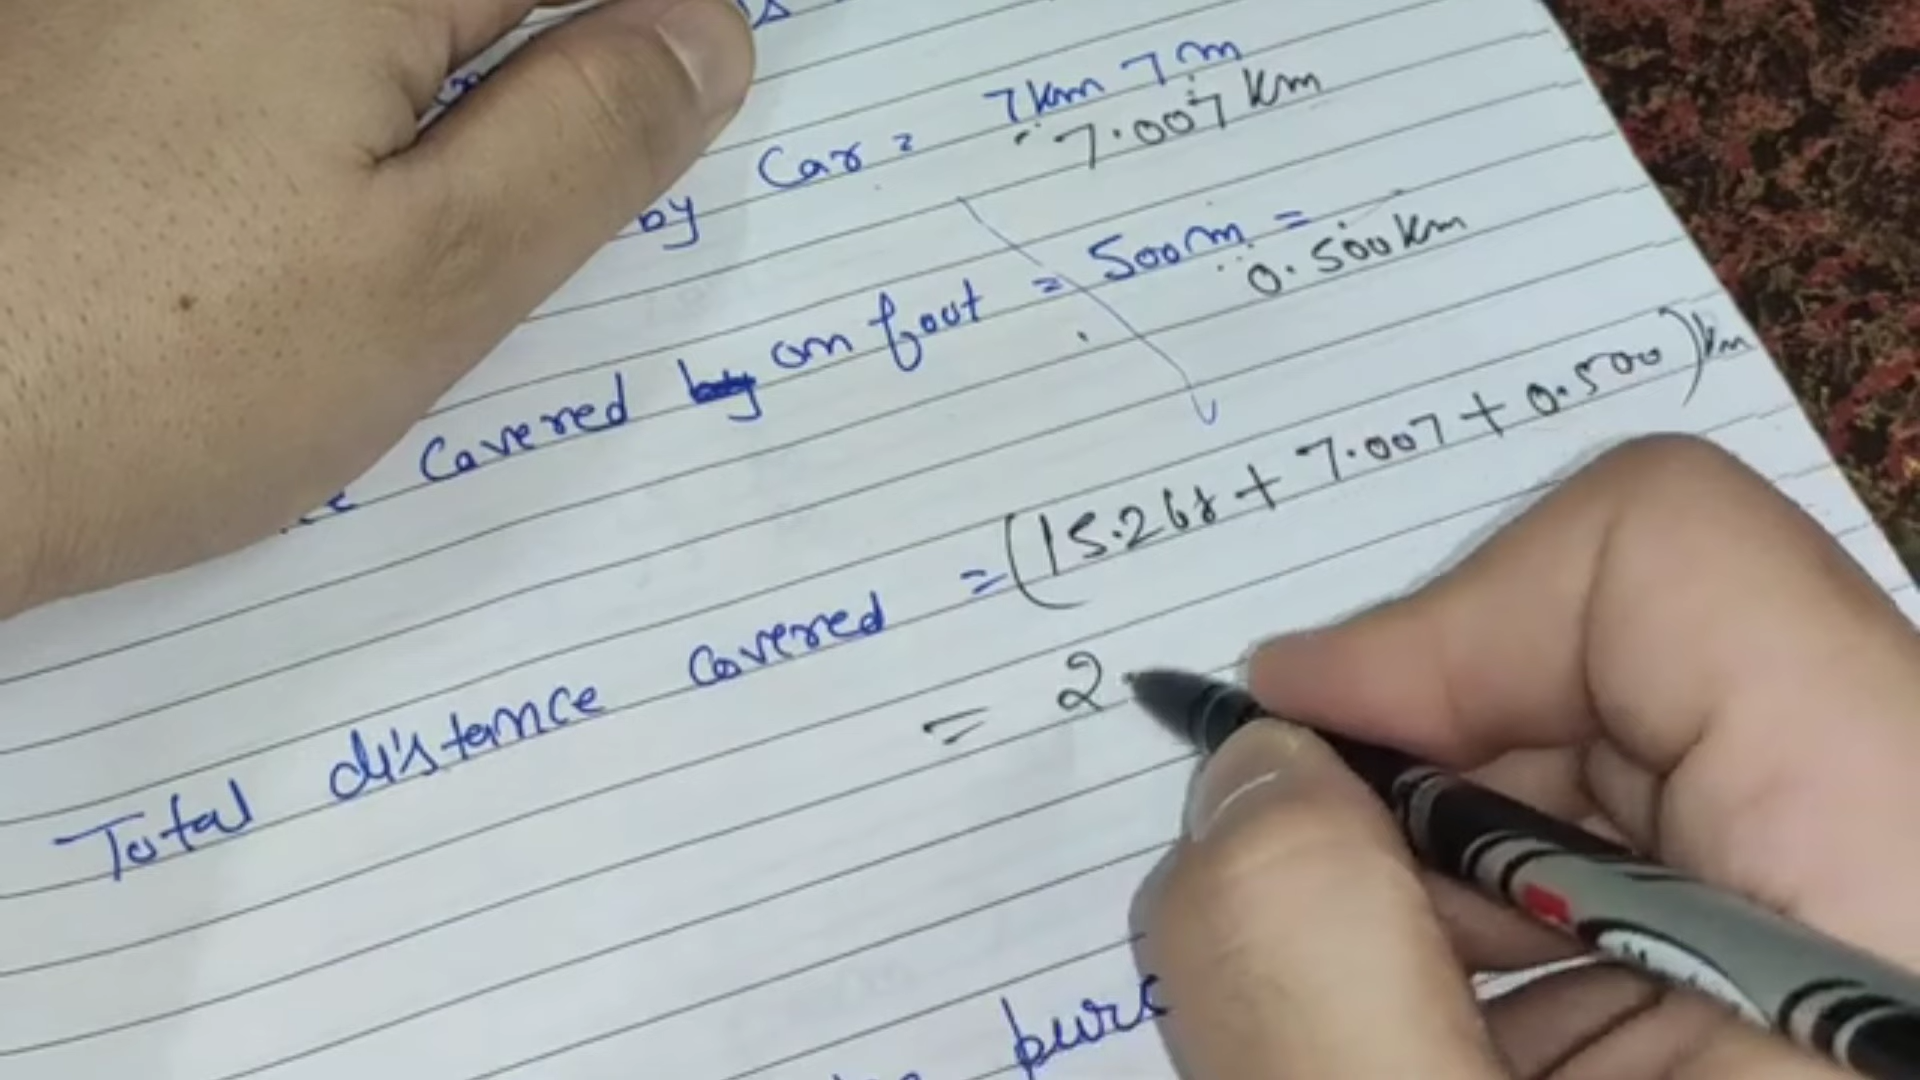 by Car = 7km 7m
7.007 km
Covered on foot = 500m =
0.500 km
Total distance Covered = (15.268 + 7.007 + 0.500) km
= 2